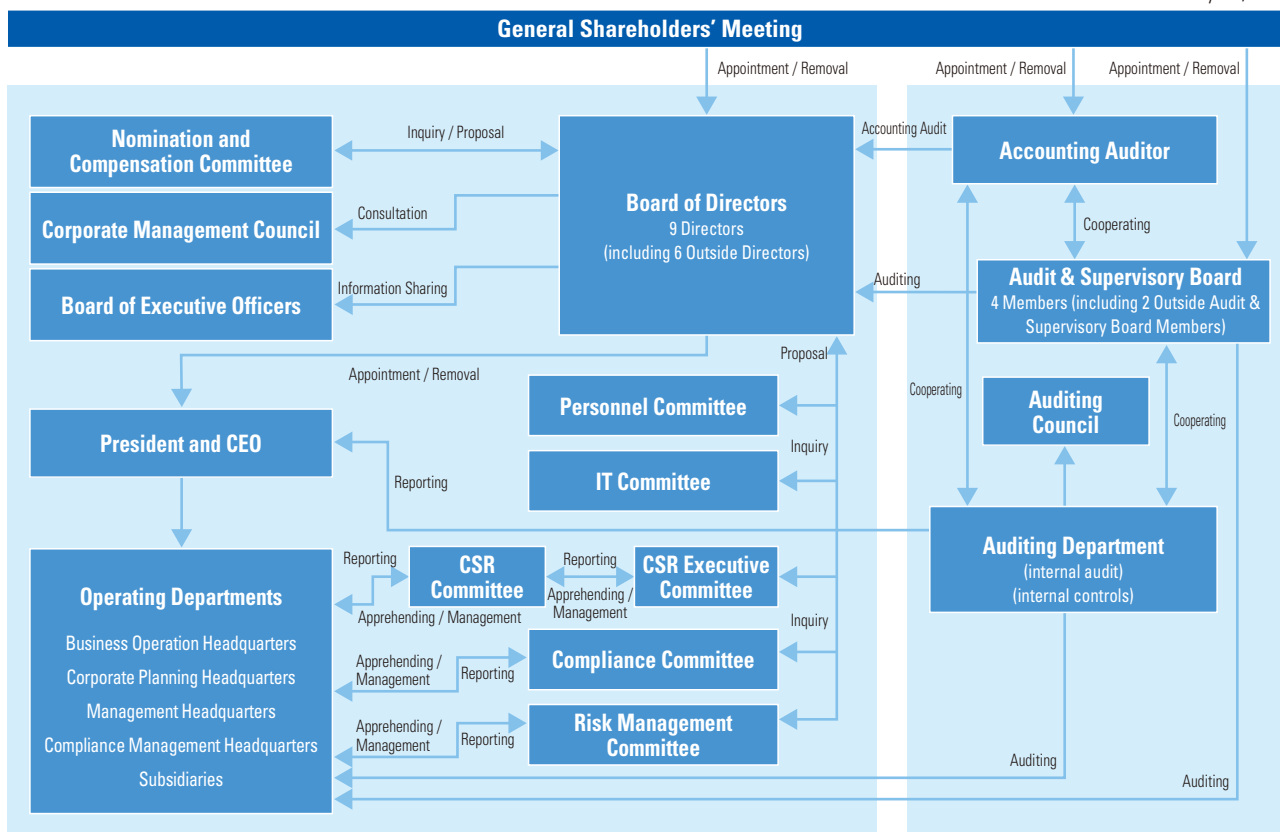 General Shareholders’ Meeting
Appointment / Removal
Appointment / Removal
Appointment / Removal
Nomination and
Compensation Committee
Inquiry / Proposal
Corporate Management Council
Consultation
Board of Executive Officers
Information Sharing
Board of Directors
9 Directors
(including 6 Outside Directors)
Accounting Audit
Accounting Auditor
Cooperating
Auditing
Audit & Supervisory Board
4 Members (including 2 Outside Audit &
Supervisory Board Members)
Appointment / Removal
Proposal
President and CEO
Reporting
Personnel Committee
Inquiry
IT Committee
Cooperating
Auditing
Council
Cooperating
Auditing Department
(internal audit)
(internal controls)
Operating Departments
Business Operation Headquarters
Corporate Planning Headquarters
Management Headquarters
Compliance Management Headquarters
Subsidiaries
Reporting
Apprehending / Management
CSR
Committee
Reporting
Apprehending /
Management
CSR Executive
Committee
Inquiry
Apprehending /
Management
Reporting
Compliance Committee
Apprehending /
Management
Reporting
Risk Management
Committee
Auditing
Auditing